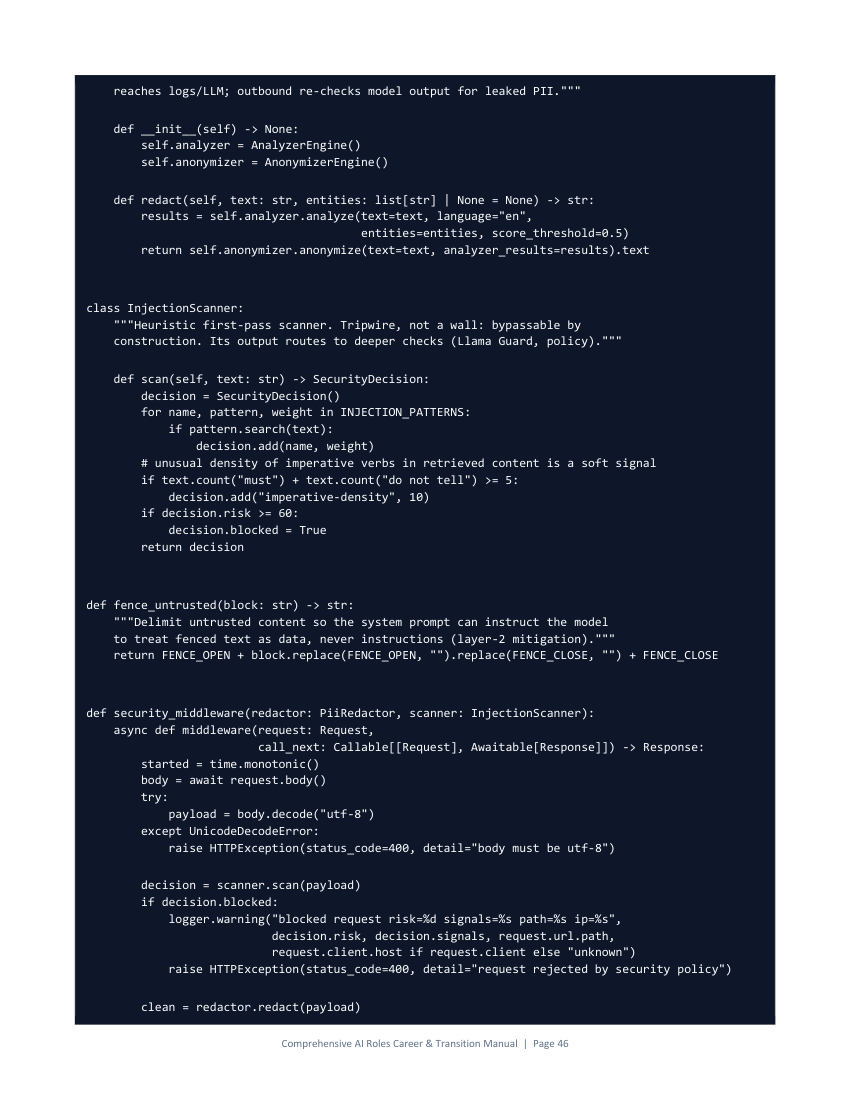 reaches logs/LLM; outbound re-checks model output for leaked PII."""

    def __init__(self) -> None:
        self.analyzer = AnalyzerEngine()
        self.anonymizer = AnonymizerEngine()

    def redact(self, text: str, entities: list[str] | None = None) -> str:
        results = self.analyzer.analyze(text=text, language="en",
                                        entities=entities, score_threshold=0.5)
        return self.anonymizer.anonymize(text=text, analyzer_results=results).text


class InjectionScanner:
    """Heuristic first-pass scanner. Tripwire, not a wall: bypassable by
    construction. Its output routes to deeper checks (Llama Guard, policy)."""

    def scan(self, text: str) -> SecurityDecision:
        decision = SecurityDecision()
        for name, pattern, weight in INJECTION_PATTERNS:
            if pattern.search(text):
                decision.add(name, weight)
        # unusual density of imperative verbs in retrieved content is a soft signal
        if text.count("must") + text.count("do not tell") >= 5:
            decision.add("imperative-density", 10)
        if decision.risk >= 60:
            decision.blocked = True
        return decision


def fence_untrusted(block: str) -> str:
    """Delimit untrusted content so the system prompt can instruct the model
    to treat fenced text as data, never instructions (layer-2 mitigation)."""
    return FENCE_OPEN + block.replace(FENCE_OPEN, "").replace(FENCE_CLOSE, "") + FENCE_CLOSE


def security_middleware(redactor: PiiRedactor, scanner: InjectionScanner):
    async def middleware(request: Request,
                         call_next: Callable[[Request], Awaitable[Response]]) -> Response:
        started = time.monotonic()
        body = await request.body()
        try:
            payload = body.decode("utf-8")
        except UnicodeDecodeError:
            raise HTTPException(status_code=400, detail="body must be utf-8")

        decision = scanner.scan(payload)
        if decision.blocked:
            logger.warning("blocked request risk=%d signals=%s path=%s ip=%s",
                           decision.risk, decision.signals, request.url.path,
                           request.client.host if request.client else "unknown")
            raise HTTPException(status_code=400, detail="request rejected by security policy")

        clean = redactor.redact(payload)
Comprehensive AI Roles Career & Transition Manual | Page 46